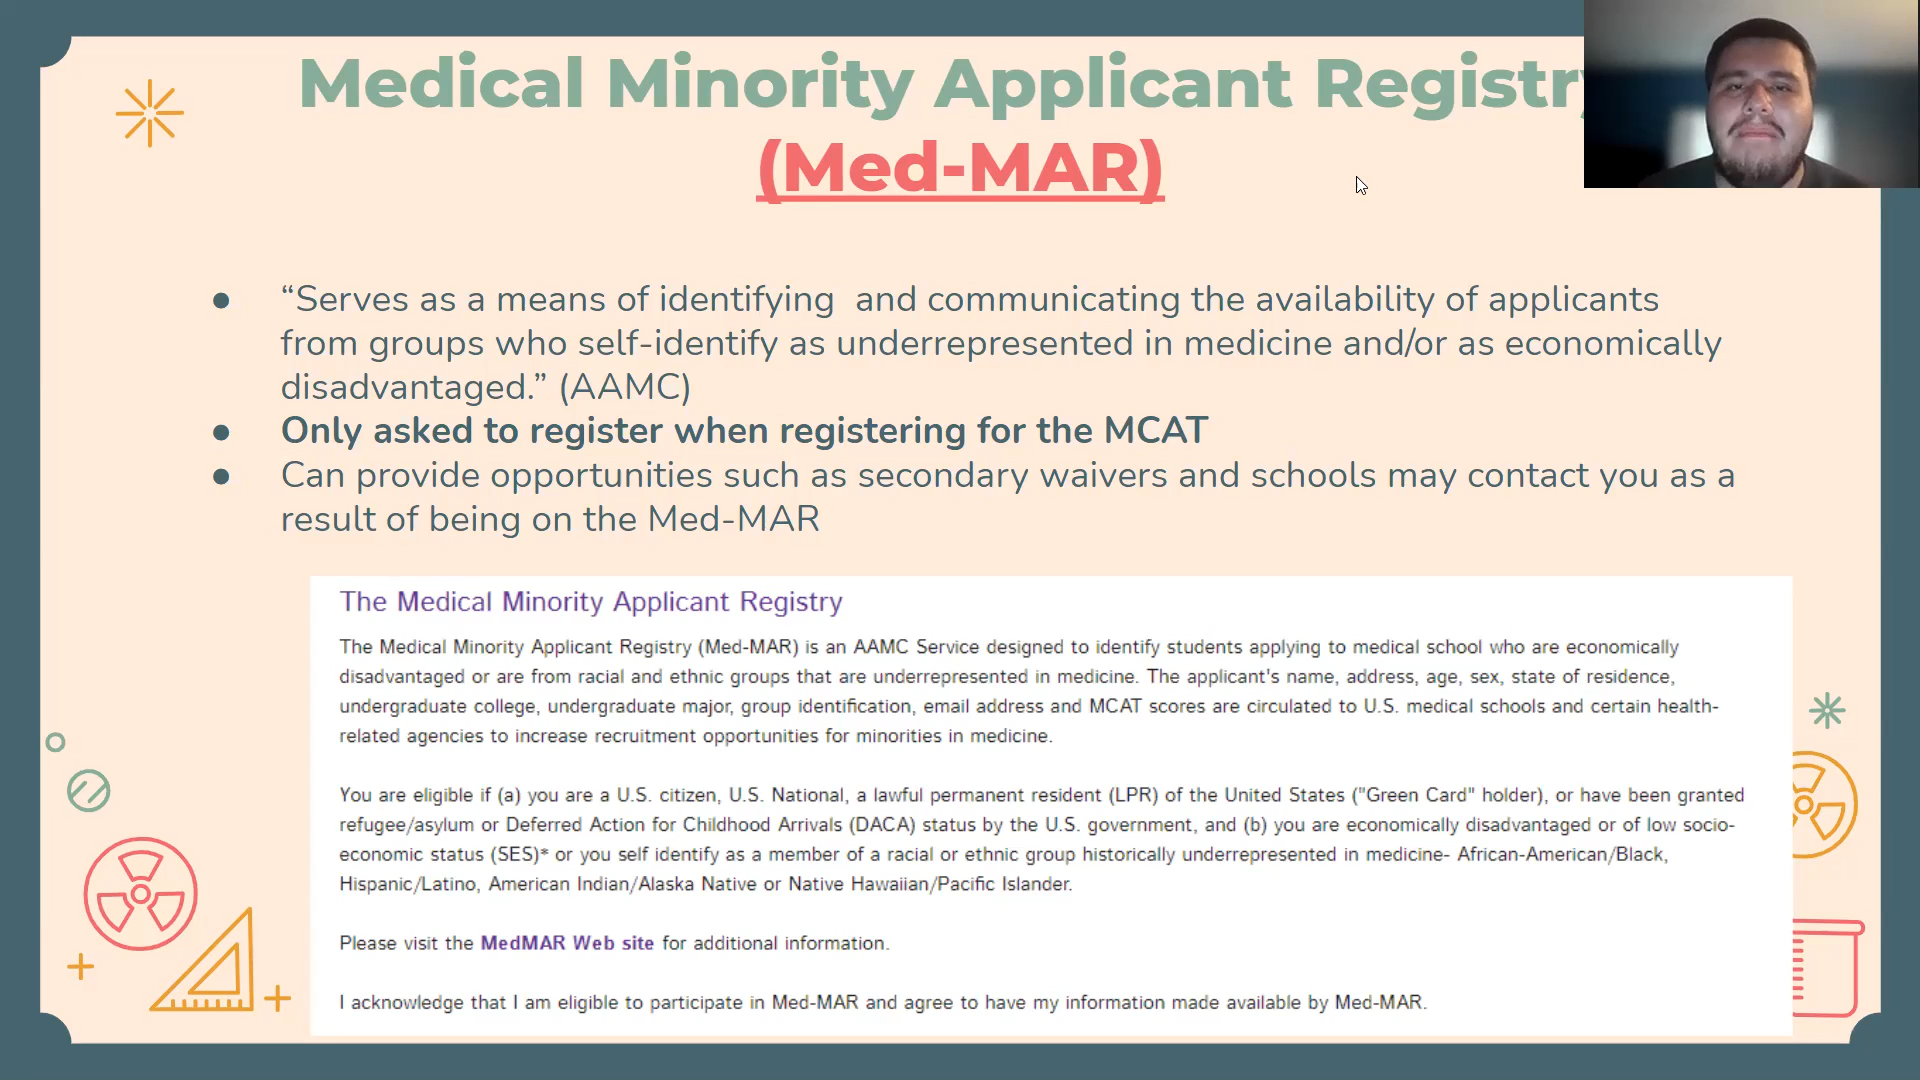 Medical Minority Applicant Registry
(Med-MAR)
● “Serves as a means of identifying  and communicating the availability of applicants
from groups who self-identify as underrepresented in medicine and/or as economically
disadvantaged.” (AAMC)
● Only asked to register when registering for the MCAT
● Can provide opportunities such as secondary waivers and schools may contact you as a
result of being on the Med-MAR
The Medical Minority Applicant Registry
The Medical Minority Applicant Registry (Med-MAR) is an AAMC Service designed to identify students applying to medical school who are economically
disadvantaged or are from racial and ethnic groups that are underrepresented in medicine. The applicant's name, address, age, sex, state of residence,
undergraduate college, undergraduate major, group identification, email address and MCAT scores are circulated to U.S. medical schools and certain health-
related agencies to increase recruitment opportunities for minorities in medicine.
You are eligible if (a) you are a U.S. citizen, U.S. National, a lawful permanent resident (LPR) of the United States ("Green Card" holder), or have been granted
refugee/asylum or Deferred Action for Childhood Arrivals (DACA) status by the U.S. government, and (b) you are economically disadvantaged or of low socio-
economic status (SES)* or you self identify as a member of a racial or ethnic group historically underrepresented in medicine- African-American/Black,
Hispanic/Latino, American Indian/Alaska Native or Native Hawaiian/Pacific Islander.
Please visit the MedMAR Web site for additional information.
I acknowledge that I am eligible to participate in Med-MAR and agree to have my information made available by Med-MAR.